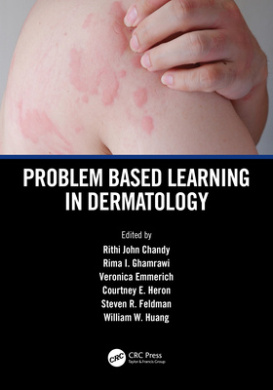 PROBLEM BASED LEARNING
IN DERMATOLOGY
Edited by
Rithi John Chandy
Rima I. Ghamrawi
Veronica Emmerich
Courtney E. Heron
Steven R. Feldman
William W. Huang
CRC
CRC Press
Taylor & Francis Group